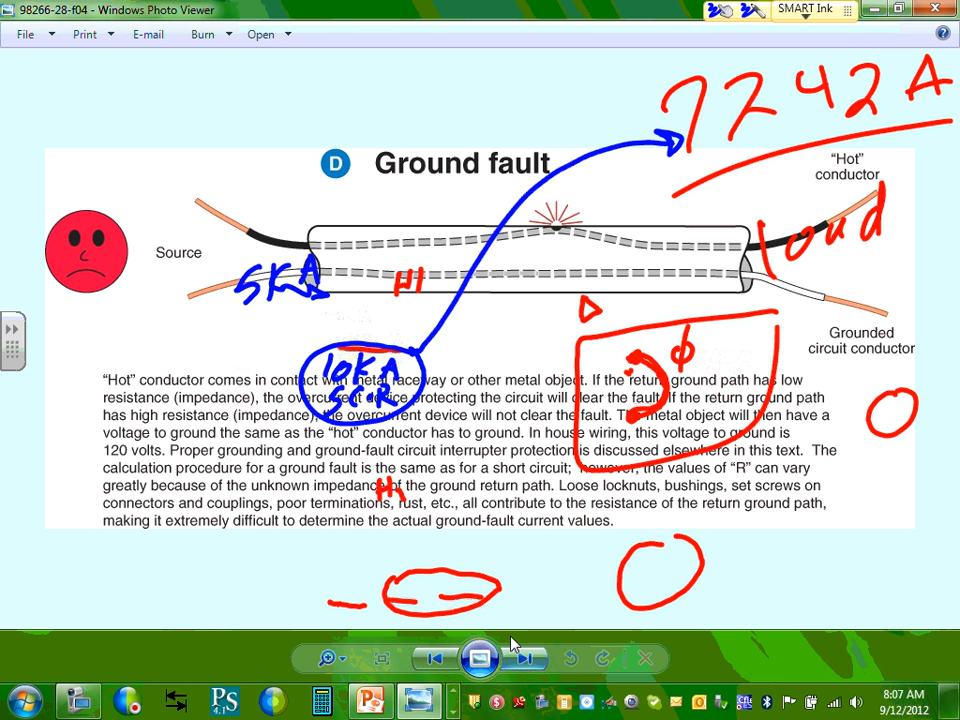 98266-28-f04 - Windows Photo Viewer
SMART Ink
File Print E-mail Burn Open
7242 A
D Ground fault
"Hot"
conductor
Source
load
5KA
H1
Grounded
circuit conductor
10KA
SCR
Φ
"Hot" conductor comes in contact with metal raceway or other metal object. If the return ground path has low
resistance (impedance), the overcurrent device protecting the circuit will clear the fault. If the return ground path
has high resistance (impedance), the overcurrent device will not clear the fault. The metal object will then have a
voltage to ground the same as the "hot" conductor has to ground. In house wiring, this voltage to ground is
120 volts. Proper grounding and ground-fault circuit interrupter protection is discussed elsewhere in this text. The
calculation procedure for a ground fault is the same as for a short circuit; however, the values of "R" can vary
greatly because of the unknown impedance of the ground return path. Loose locknuts, bushings, set screws on
connectors and couplings, poor terminations, rust, etc., all contribute to the resistance of the return ground path,
making it extremely difficult to determine the actual ground-fault current values.
Ps
4.1
8:07 AM
9/12/2012